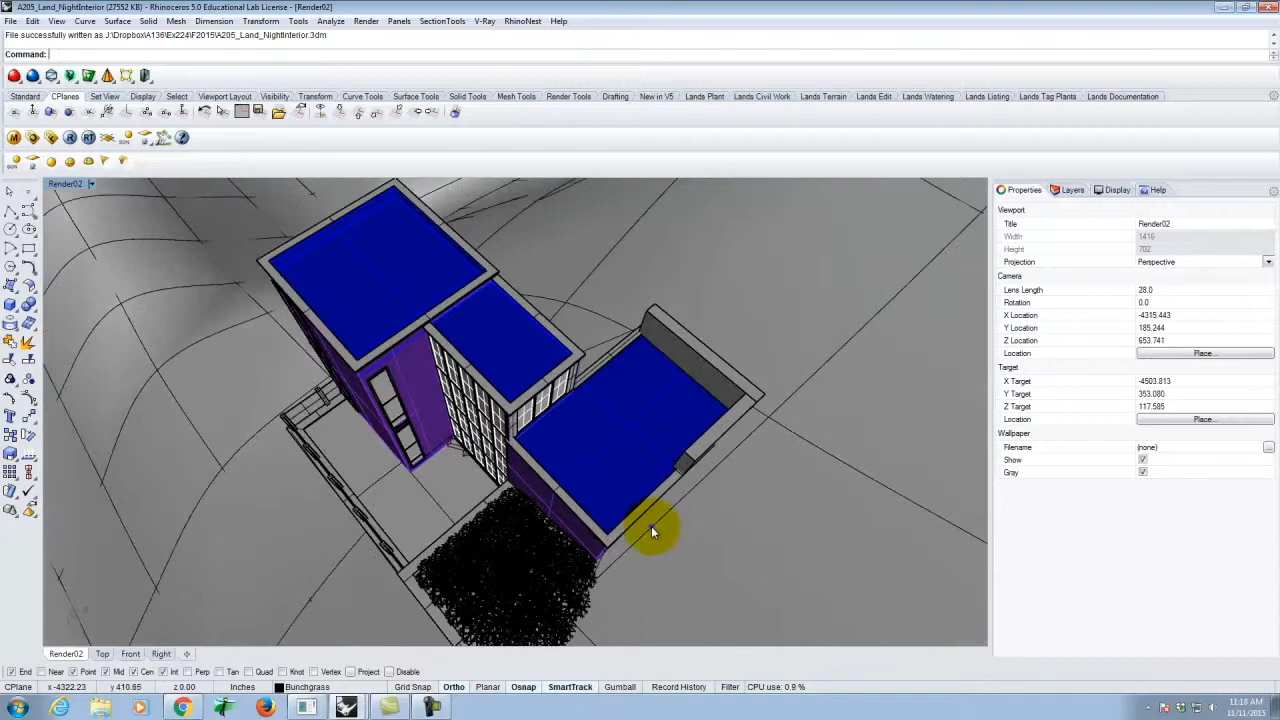 A205_Land_NightInterior (27552 KB) - Rhinoceros 5.0 Educational Lab License - [Render02]
File Edit View Curve Surface Solid Mesh Dimension Transform Tools Analyze Render Panels SectionTools V-Ray RhinoNest Help
File successfully written as J:\Dropbox\A136\Ex224\F2015\A205_Land_NightInterior.3dm
Command:
Standard CPlanes Set View Display Select Viewport Layout Visibility Transform Curve Tools Surface Tools Solid Tools Mesh Tools Render Tools Drafting New in V5 Lands Plant Lands Civil Work Lands Terrain Lands Edit Lands Watering Lands Listing Lands Tag Plants Lands Documentation
M R RT SUN ?
SUN
Render02
Properties Layers Display Help
Viewport
Title Render02
Width 1416
Height 702
Projection Perspective
Camera
Lens Length 28.0
Rotation 0.0
X Location -4315.443
Y Location 185.244
Z Location 653.741
Location Place...
Target
X Target -4503.813
Y Target 353.080
Z Target 117.585
Location Place...
Wallpaper
Filename (none) ...
Show
Gray
Render02 Top Front Right
End Near Point Mid Cen Int Perp Tan Quad Knot Vertex Project Disable
CPlane x-4322.23 y 410.65 z 0.00 Inches Bunchgrass Grid Snap Ortho Planar Osnap SmartTrack Gumball Record History Filter CPU use: 0.9 %
11:18 AM
11/11/2015